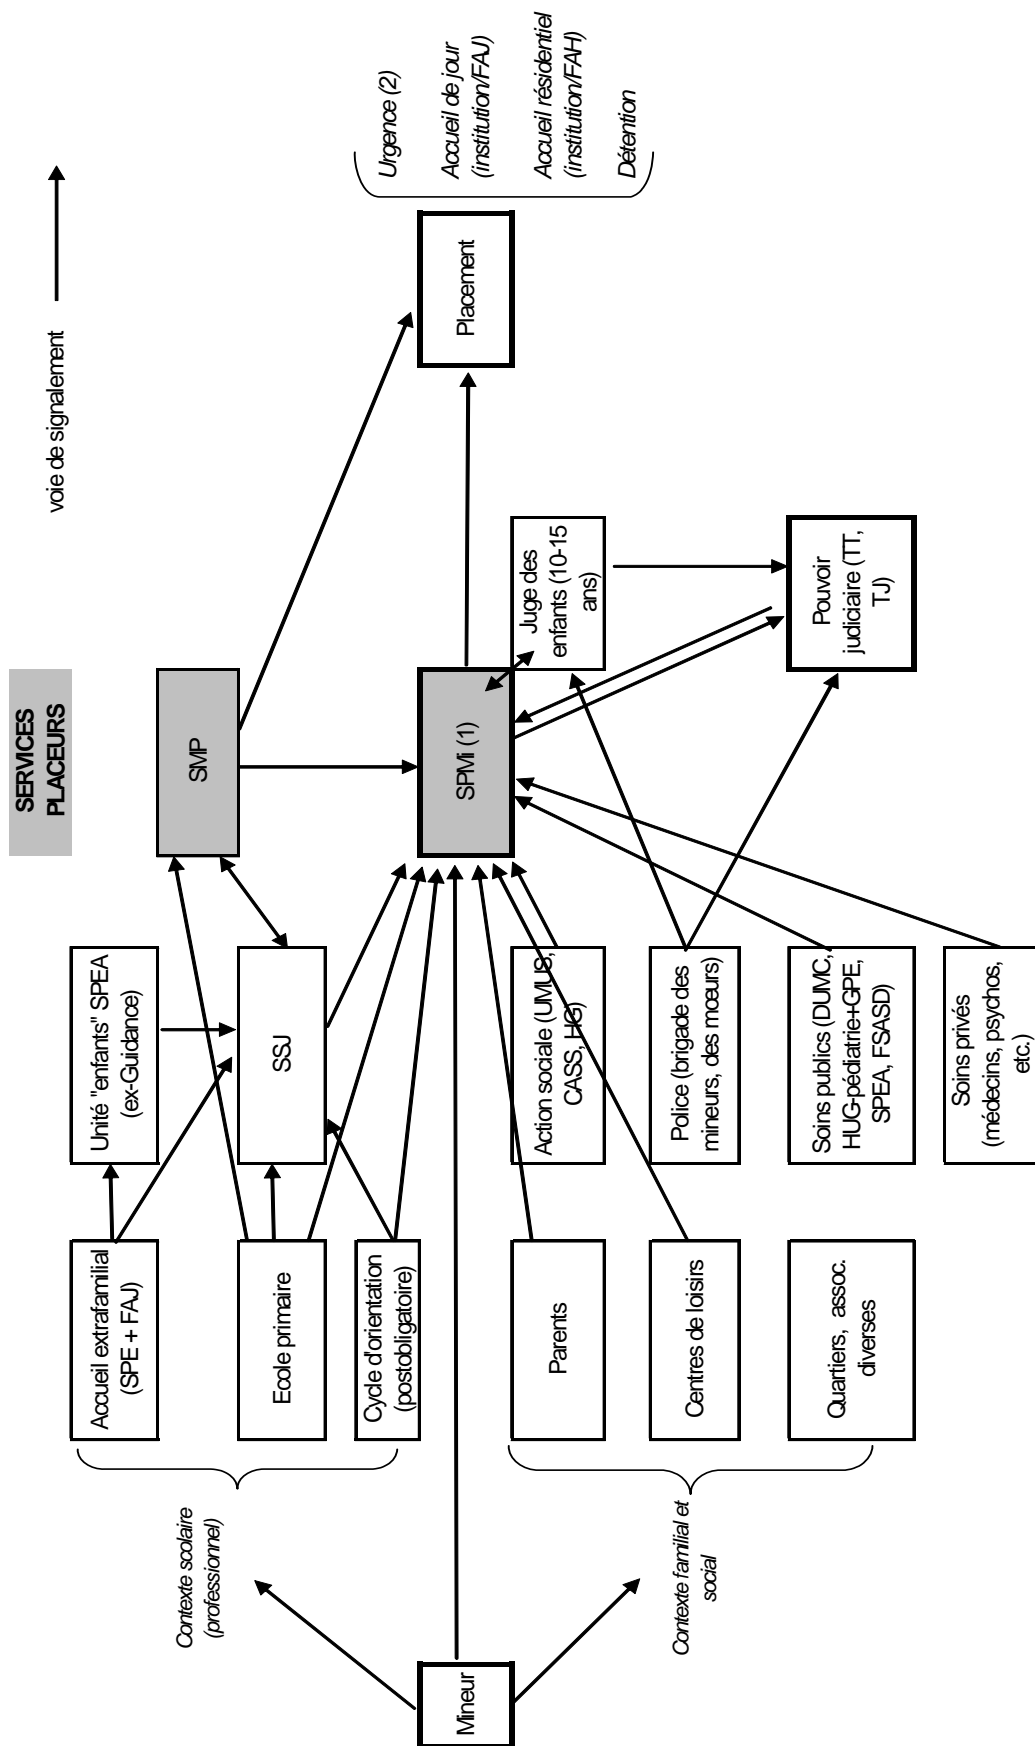 SERVICES
PLACEURS
voie de signalement
Contexte scolaire
(professionnel)
Accueil extrafamilial
(SPE + FAJ)
Unité "enfants" SPEA
(ex-Guidance)
SMP
Ecole primaire
SSJ
Cycle d'orientation
(postobligatoire)
Mineur
SPMi (1)
Placement
Urgence (2)
Accueil de jour
(institution/FAJ)
Accueil résidentiel
(institution/FAH)
Détention
Contexte familial et
social
Parents
Action sociale (UMUS,
CASS, HG)
Juge des
enfants (10-15
ans)
Centres de loisirs
Police (brigade des
mineurs, des mœurs)
Quartiers, assoc.
diverses
Soins publics (DUMC,
HUG-pédiatrie+GPE,
SPEA, FSASD)
Pouvoir
judiciaire (TT,
TJ)
Soins privés
(médecins, psychos,
etc.)